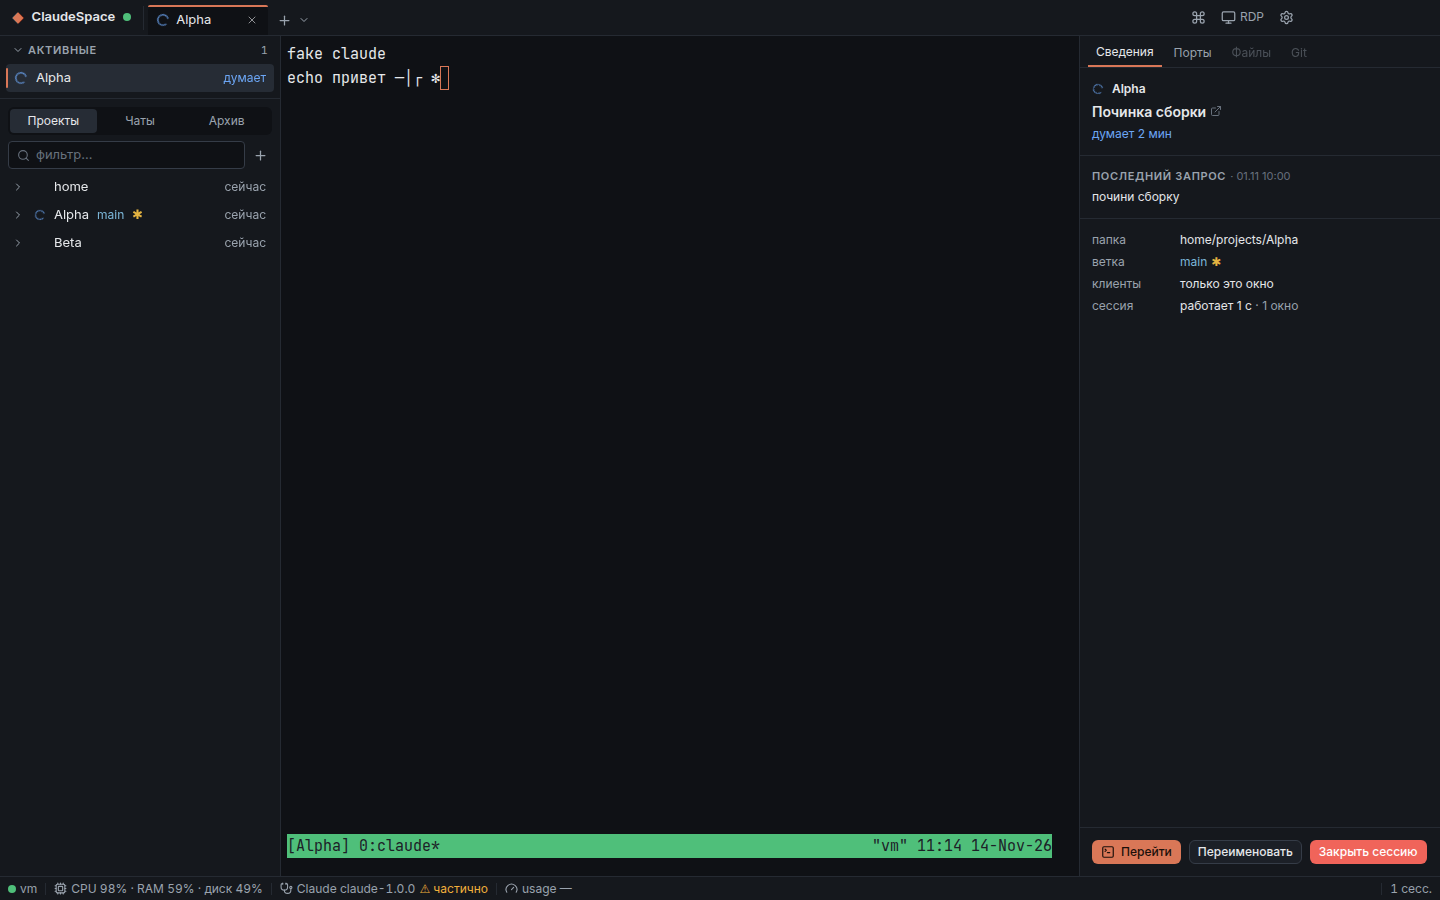 ClaudeSpace
Alpha
RDP
АКТИВНЫЕ 1
Alpha думает
Проекты Чаты Архив
фильтр...
home сейчас
Alpha main ✱ сейчас
Beta сейчас
fake claude
echo привет ─│┌ ✻
[Alpha] 0:claude* "vm" 11:14 14-Nov-26
Сведения Порты Файлы Git
Alpha
Починка сборки
думает 2 мин
ПОСЛЕДНИЙ ЗАПРОС · 01.11 10:00
почини сборку
папка home/projects/Alpha
ветка main ✱
клиенты только это окно
сессия работает 1 с · 1 окно
Перейти Переименовать Закрыть сессию
vm CPU 98% · RAM 59% · диск 49% Claude claude-1.0.0 ⚠ частично usage — 1 сесс.